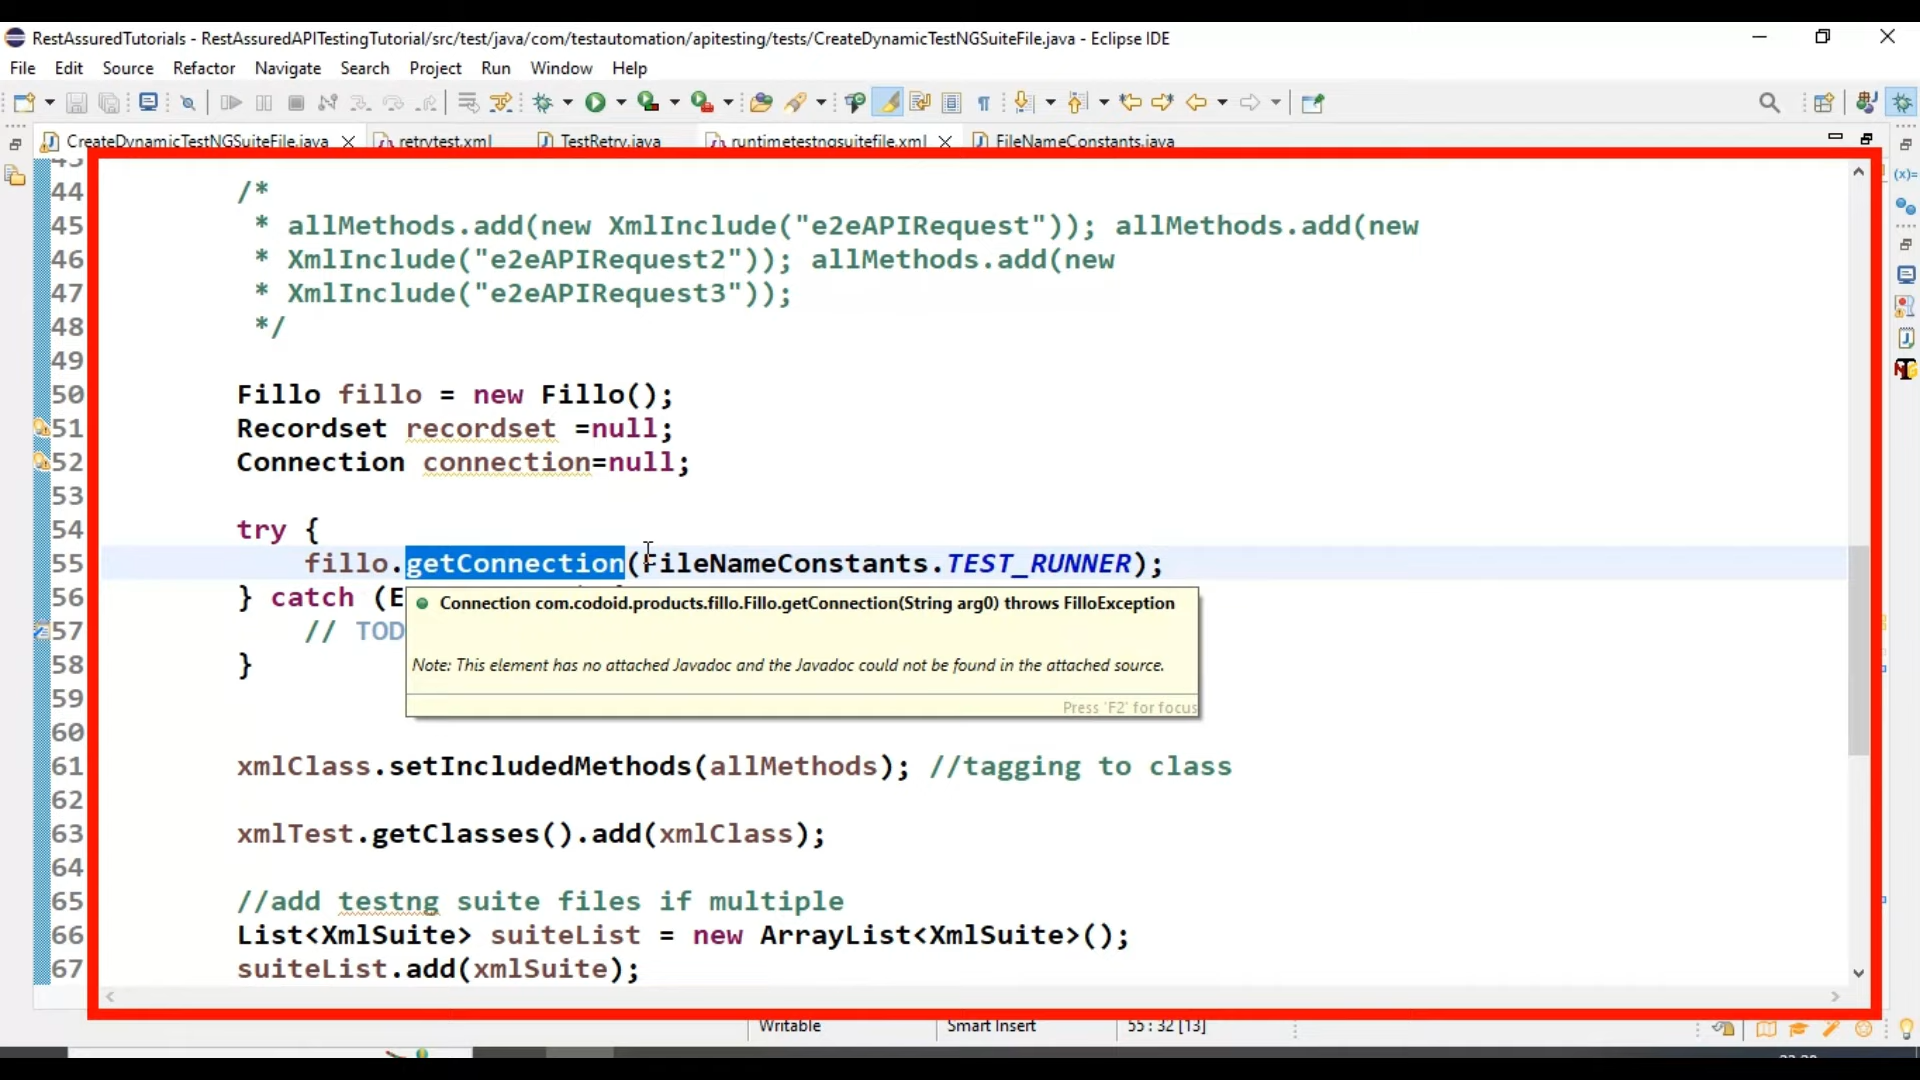 RestAssuredTutorials - RestAssuredAPITestingTutorial/src/test/java/com/testautomation/apitesting/tests/CreateDynamicTestNGSuiteFile.java - Eclipse IDE
File Edit Source Refactor Navigate Search Project Run Window Help
CreateDynamicTestNGSuiteFile.java retrytest.xml TestRetry.java runtimetestngsuitefile.xml FileNameConstants.java
44 /*
45 * allMethods.add(new XmlInclude("e2eAPIRequest")); allMethods.add(new
46 * XmlInclude("e2eAPIRequest2")); allMethods.add(new
47 * XmlInclude("e2eAPIRequest3"));
48 */
49
50 Fillo fillo = new Fillo();
51 Recordset recordset =null;
52 Connection connection=null;
53
54 try {
55 fillo.getConnection(FileNameConstants.TEST_RUNNER);
56 } catch (E
Connection com.codoid.products.fillo.Fillo.getConnection(String arg0) throws FilloException
57 // TOD
Note: This element has no attached Javadoc and the Javadoc could not be found in the attached source.
58 }
59
Press 'F2' for focus
60
61 xmlClass.setIncludedMethods(allMethods); //tagging to class
62
63 xmlTest.getClasses().add(xmlClass);
64
65 //add testng suite files if multiple
66 List<XmlSuite> suiteList = new ArrayList<XmlSuite>();
67 suiteList.add(xmlSuite);
Writable Smart Insert 55 : 32 [13]